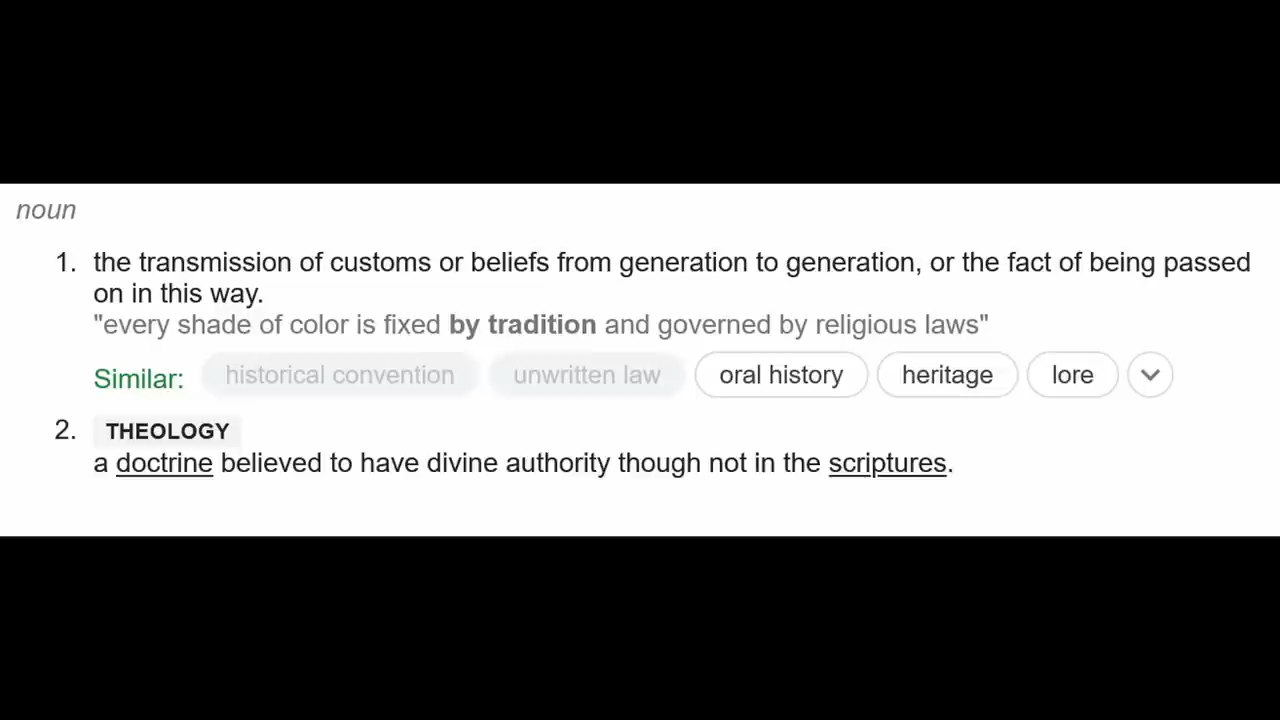 noun
1. the transmission of customs or beliefs from generation to generation, or the fact of being passed
on in this way.
"every shade of color is fixed by tradition and governed by religious laws"
Similar: historical convention unwritten law oral history heritage lore
2. THEOLOGY
a doctrine believed to have divine authority though not in the scriptures.